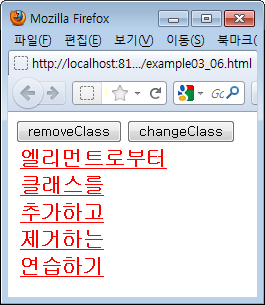 Mozilla Firefox
파일(F) 편집(E) 보기(V) 이동(S) 북마크
http://localhost:81.../example03_06.html
removeClass changeClass
엘리먼트로부터
클래스를
추가하고
제거하는
연습하기